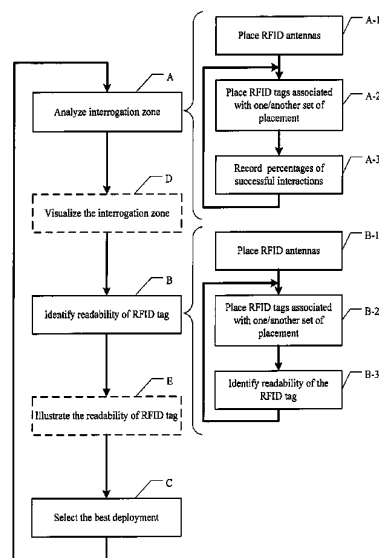 A
Analyze interrogation zone
D
Visualize the interrogation zone
B
Identify readability of RFID tag
E
Illustrate the readability of RFID tag
C
Select the best deployment
A-1
Place RFID antennas
A-2
Place RFID tags associated
with one/another set of
placement
A-3
Record percentages of
successful interactions
B-1
Place RFID antennas
B-2
Place RFID tags associated
with one/another set of
placement
B-3
Identify readability of the
RFID tag